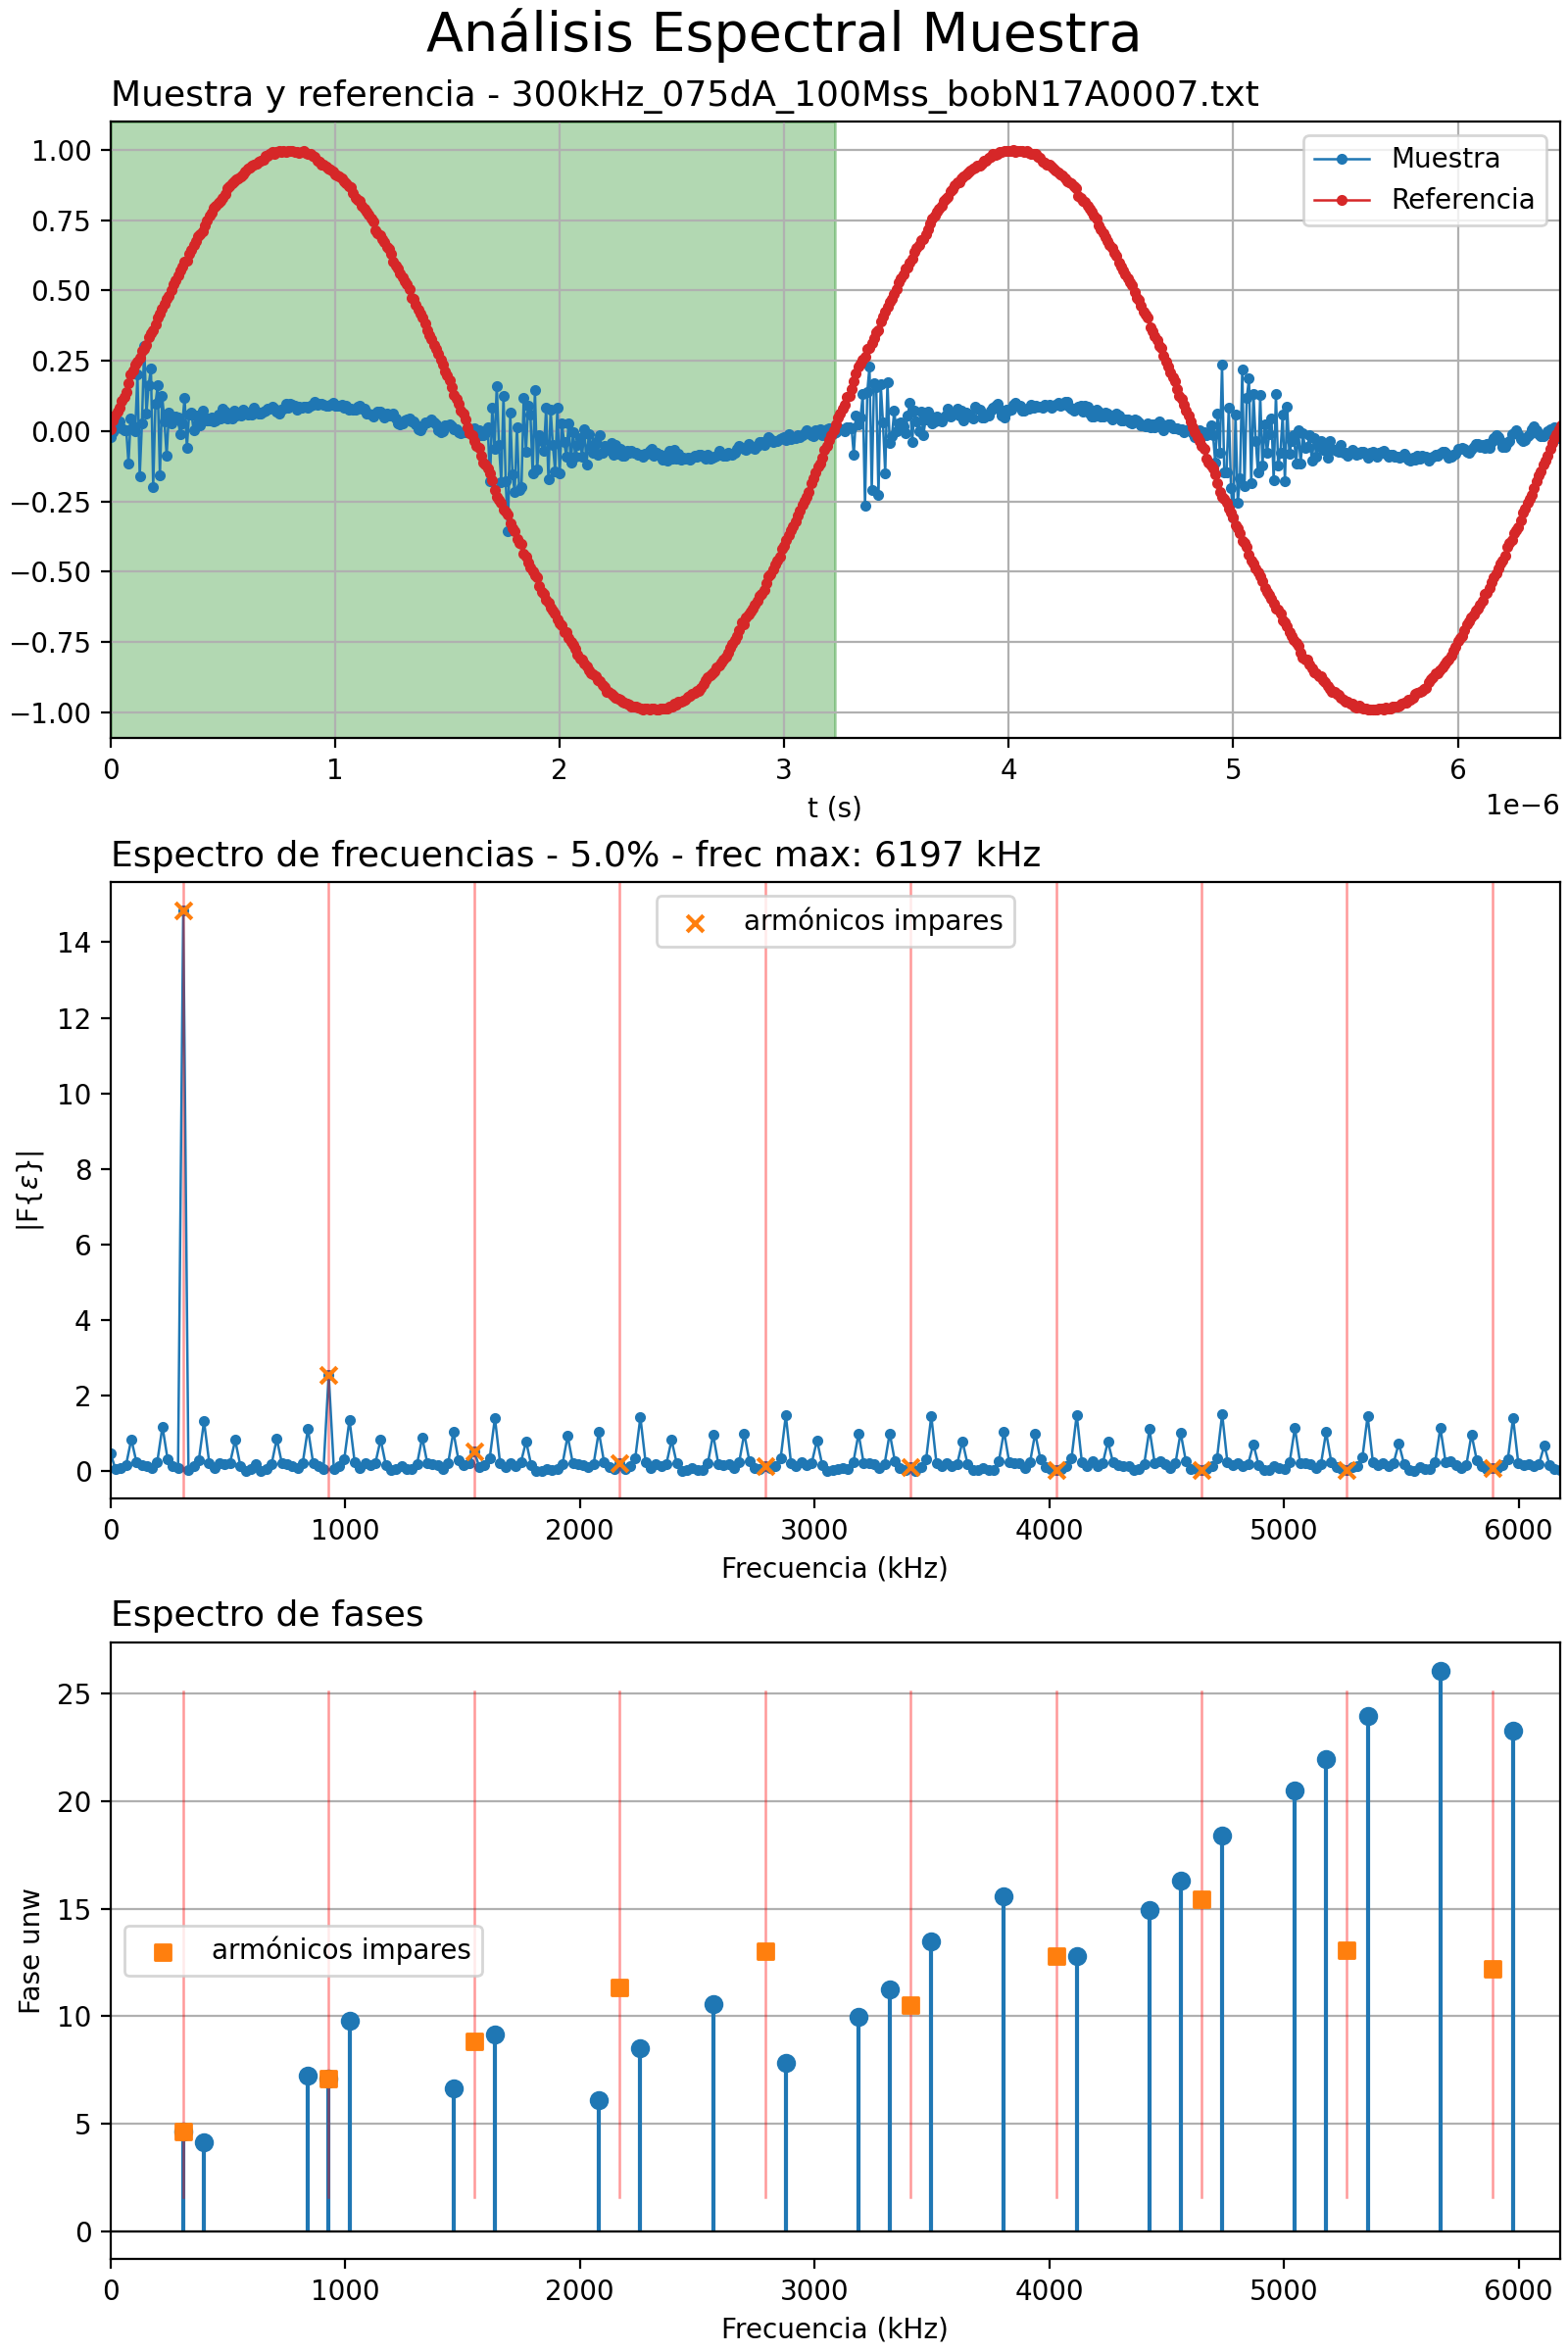 Análisis Espectral Muestra
Muestra y referencia - 300kHz_075dA_100Mss_bobN17A0007.txt
1.00
0.75
0.50
0.25
0.00
−0.25
−0.50
−0.75
−1.00
Muestra
Referencia
0 1 2 3 4 5 6
t (s)
1e−6
Espectro de frecuencias - 5.0% - frec max: 6197 kHz
armónicos impares
14
12
10
8
6
4
2
0
|F{ε}|
0 1000 2000 3000 4000 5000 6000
Frecuencia (kHz)
Espectro de fases
25
20
15
10
5
0
Fase unw
armónicos impares
0 1000 2000 3000 4000 5000 6000
Frecuencia (kHz)